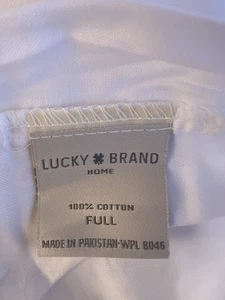 LUCKY BRAND
HOME
100% COTTON
FULL
MADE IN PAKISTAN-WPL 8046